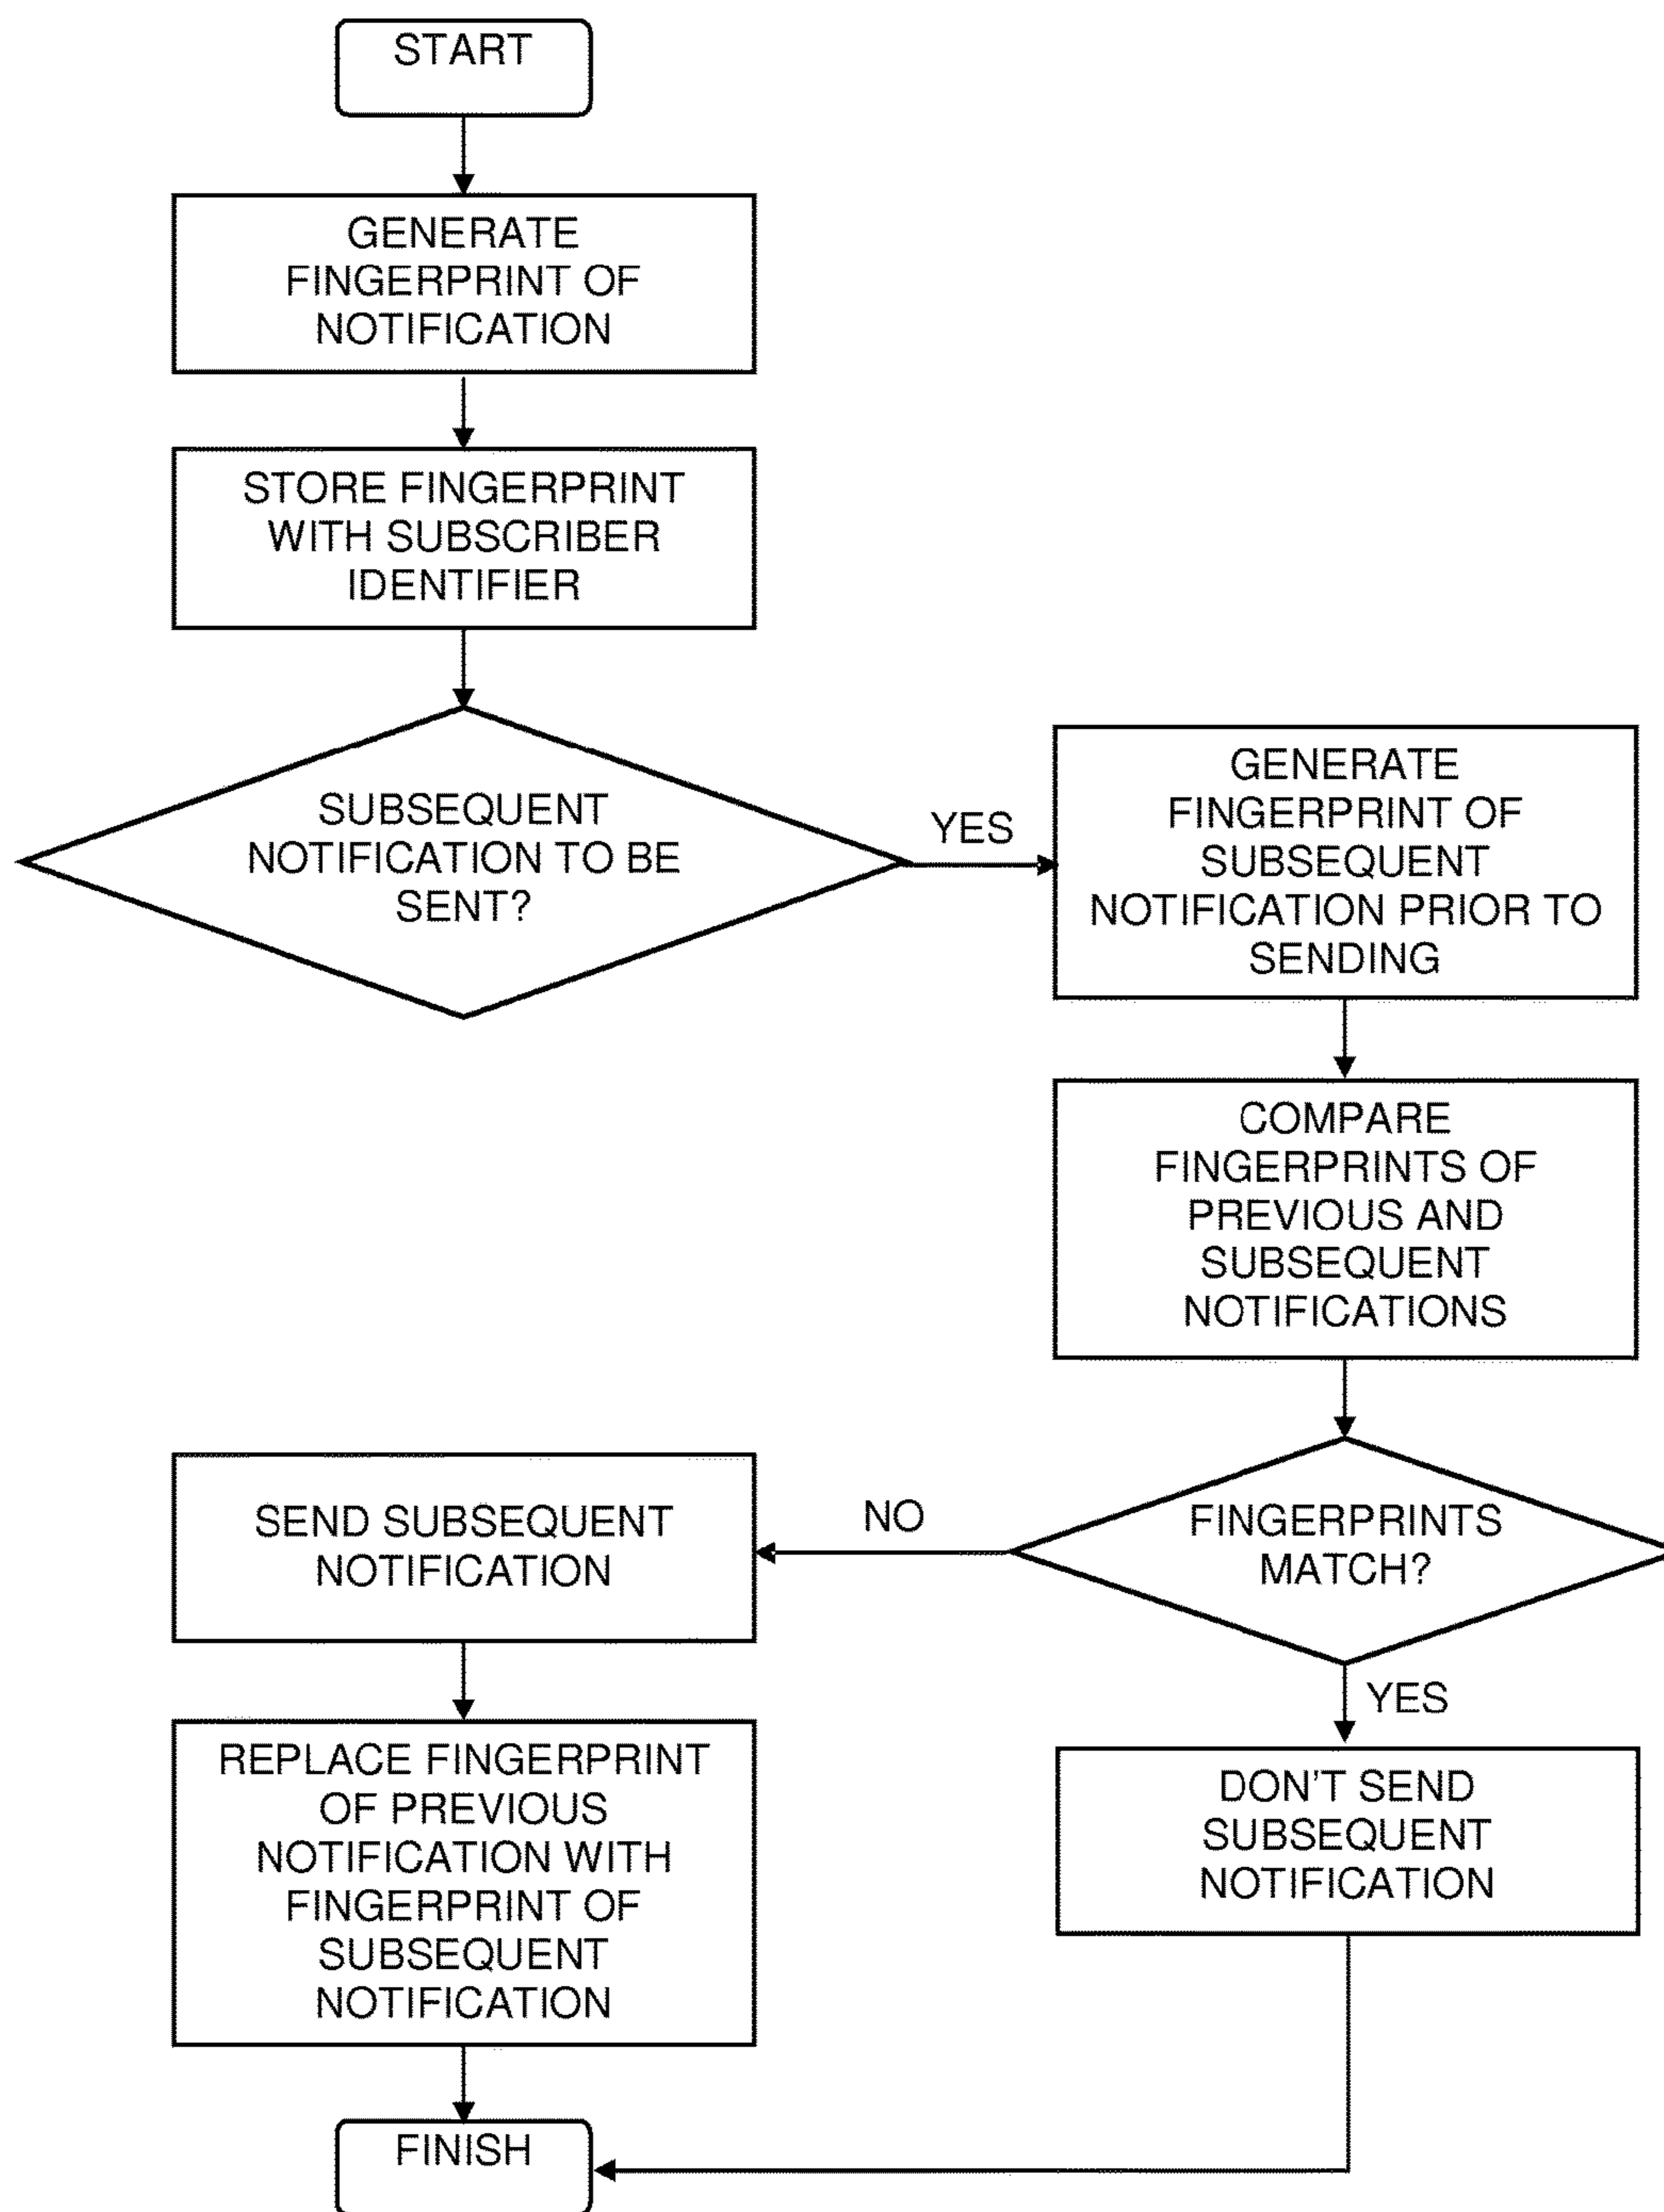 START
GENERATE
FINGERPRINT OF
NOTIFICATION
STORE FINGERPRINT
WITH SUBSCRIBER
IDENTIFIER
SUBSEQUENT
NOTIFICATION TO BE
SENT?
YES
GENERATE
FINGERPRINT OF
SUBSEQUENT
NOTIFICATION PRIOR TO
SENDING
COMPARE
FINGERPRINTS OF
PREVIOUS AND
SUBSEQUENT
NOTIFICATIONS
FINGERPRINTS
MATCH?
NO
SEND SUBSEQUENT
NOTIFICATION
YES
DON'T SEND
SUBSEQUENT
NOTIFICATION
REPLACE FINGERPRINT
OF PREVIOUS
NOTIFICATION WITH
FINGERPRINT OF
SUBSEQUENT
NOTIFICATION
FINISH